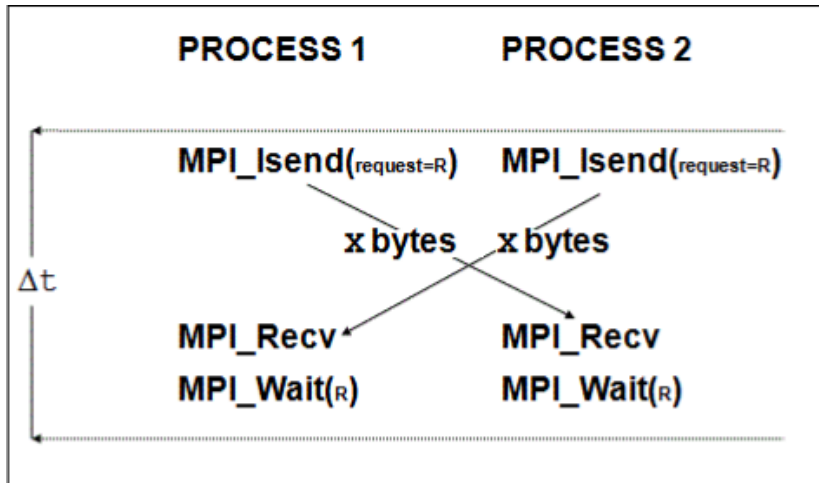 PROCESS 1 PROCESS 2
MPI_Isend(request=R) MPI_Isend(request=R)
x bytes x bytes
Δt
MPI_Recv MPI_Recv
MPI_Wait(R) MPI_Wait(R)